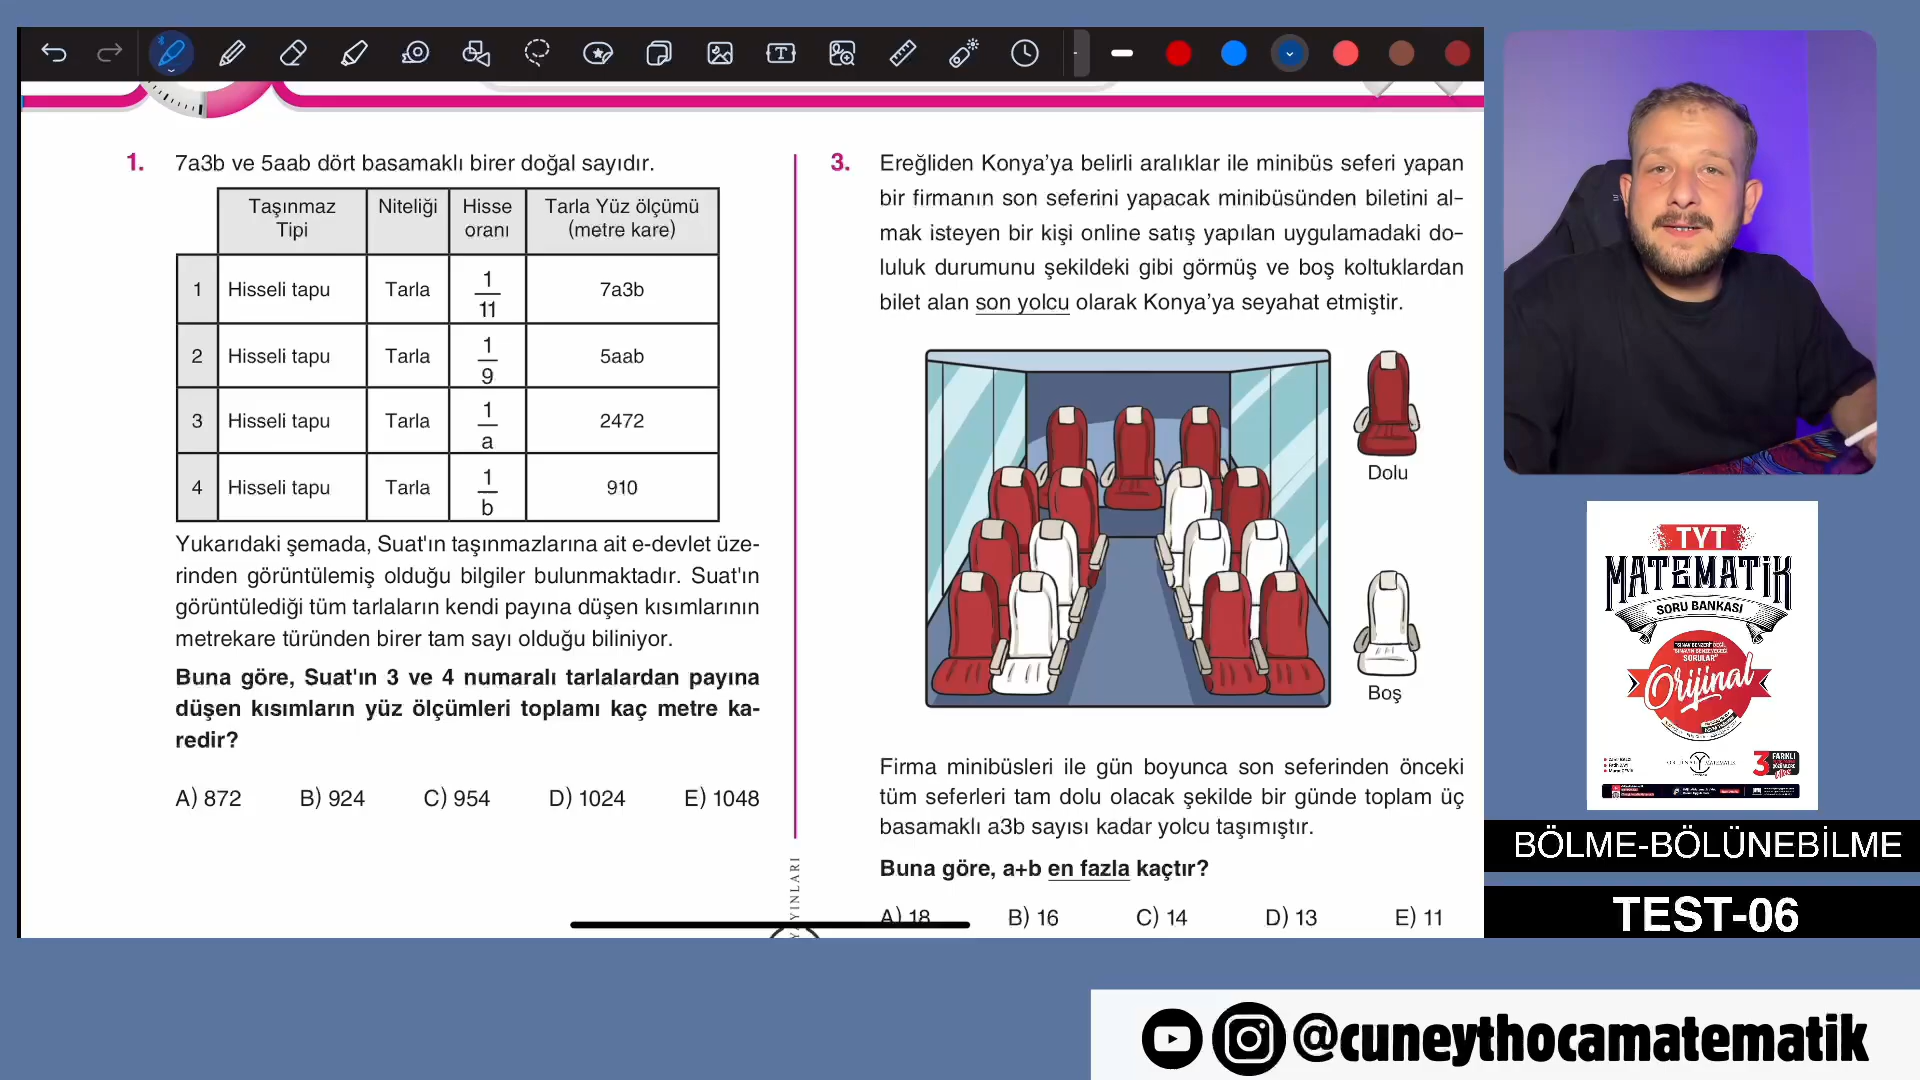 1.
7a3b ve 5aab dört basamaklı birer doğal sayıdır.
Taşınmaz Tipi
Niteliği
Hisse oranı
Tarla Yüz ölçümü (metre kare)
1 Hisseli tapu Tarla 1/11 7a3b
2 Hisseli tapu Tarla 1/9 5aab
3 Hisseli tapu Tarla 1/a 2472
4 Hisseli tapu Tarla 1/b 910
Yukarıdaki şemada, Suat'ın taşınmazlarına ait e-devlet üze-
rinden görüntülemiş olduğu bilgiler bulunmaktadır. Suat'ın
görüntülediği tüm tarlaların kendi payına düşen kısımlarının
metrekare türünden birer tam sayı olduğu biliniyor.
Buna göre, Suat'ın 3 ve 4 numaralı tarlalardan payına
düşen kısımların yüz ölçümleri toplamı kaç metre ka-
redir?
A) 872 B) 924 C) 954 D) 1024 E) 1048
YAYINLARI
3.
Ereğliden Konya'ya belirli aralıklar ile minibüs seferi yapan
bir firmanın son seferini yapacak minibüsünden biletini al-
mak isteyen bir kişi online satış yapılan uygulamadaki do-
luluk durumunu şekildeki gibi görmüş ve boş koltuklardan
bilet alan son yolcu olarak Konya'ya seyahat etmiştir.
Dolu
Boş
Firma minibüsleri ile gün boyunca son seferinden önceki
tüm seferleri tam dolu olacak şekilde bir günde toplam üç
basamaklı a3b sayısı kadar yolcu taşımıştır.
Buna göre, a+b en fazla kaçtır?
A) 18 B) 16 C) 14 D) 13 E) 11
TYT
MATEMATİK
SORU BANKASI
SORULAR"
Orijinal
3 FARKLI
BÖLME-BÖLÜNEBİLME
TEST-06
@cuneythocamatematik